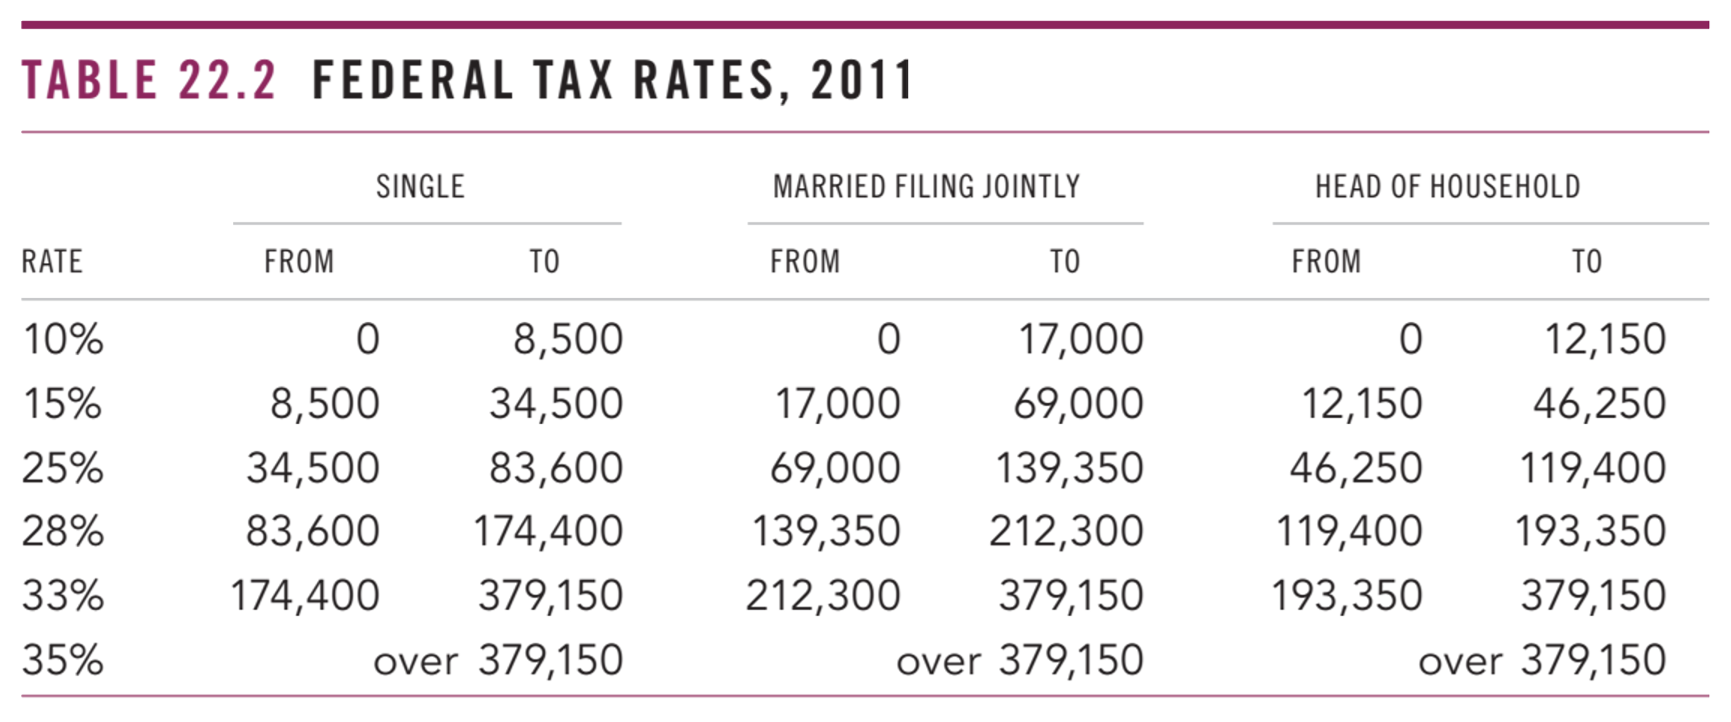 TABLE 22.2 FEDERAL TAX RATES, 2011
SINGLE MARRIED FILING JOINTLY HEAD OF HOUSEHOLD
RATE FROM TO FROM TO FROM TO
10% 0 8,500 0 17,000 0 12,150
15% 8,500 34,500 17,000 69,000 12,150 46,250
25% 34,500 83,600 69,000 139,350 46,250 119,400
28% 83,600 174,400 139,350 212,300 119,400 193,350
33% 174,400 379,150 212,300 379,150 193,350 379,150
35% over 379,150 over 379,150 over 379,150